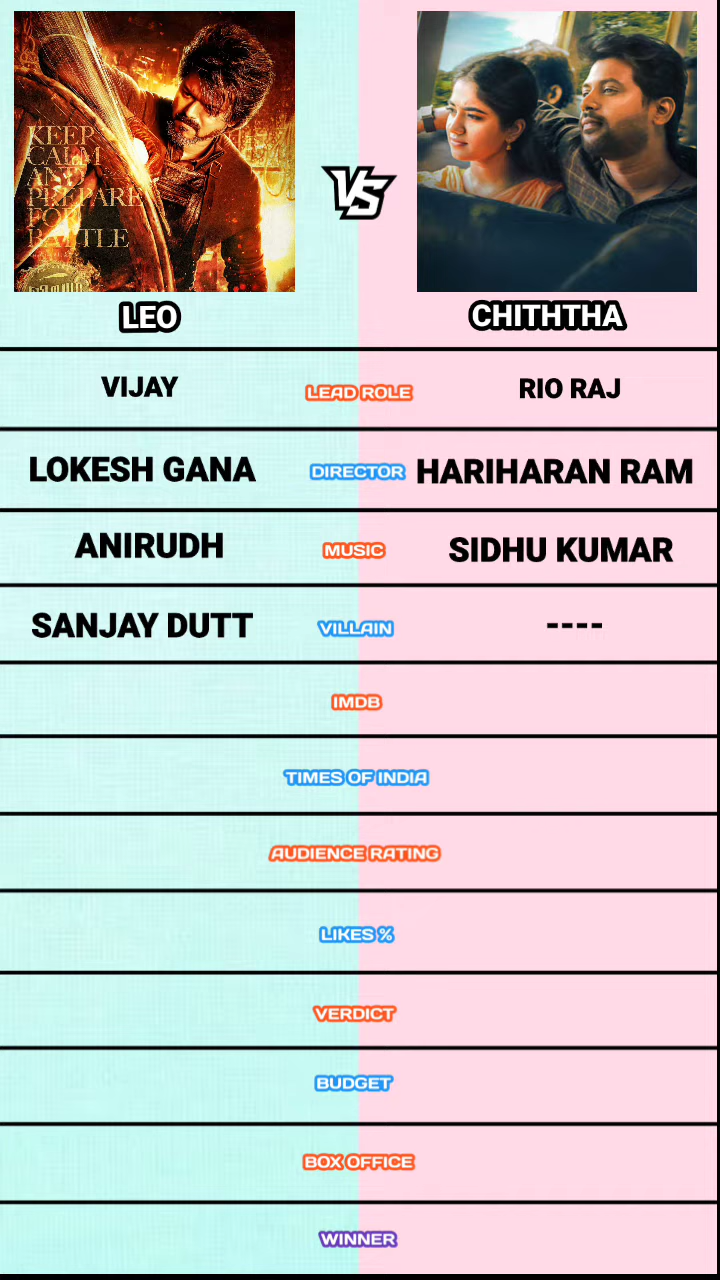 KEEP
CALM
AND
PREPARE
FOR
BATTLE
VS
LEO
CHITHTHA
VIJAY
LEAD ROLE
RIO RAJ
LOKESH GANA
DIRECTOR
HARIHARAN RAM
ANIRUDH
MUSIC
SIDHU KUMAR
SANJAY DUTT
VILLAIN
----
IMDB
TIMES OF INDIA
AUDIENCE RATING
LIKES %
VERDICT
BUDGET
BOX OFFICE
WINNER